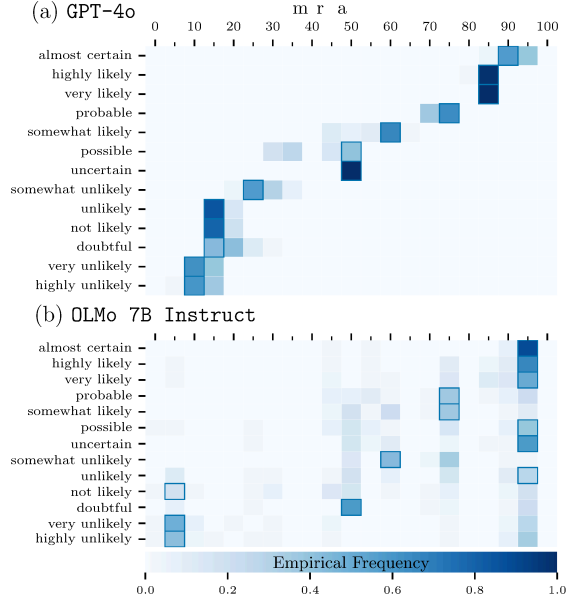 (a) GPT-4o
m r a
0 10 20 30 40 50 60 70 80 90 100
almost certain
highly likely
very likely
probable
somewhat likely
possible
uncertain
somewhat unlikely
unlikely
not likely
doubtful
very unlikely
highly unlikely
(b) OLMo 7B Instruct
almost certain
highly likely
very likely
probable
somewhat likely
possible
uncertain
somewhat unlikely
unlikely
not likely
doubtful
very unlikely
highly unlikely
Empirical Frequency
0.0 0.2 0.4 0.6 0.8 1.0